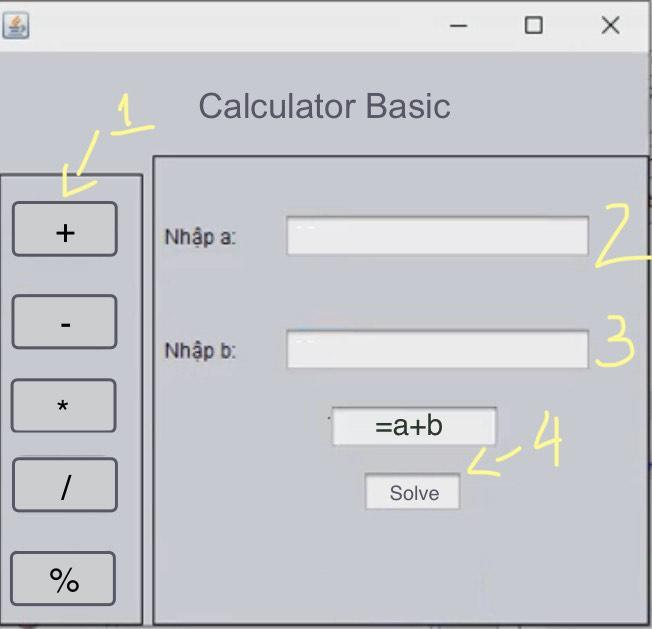 Calculator Basic
1
+
-
*
/
%
Nhập a:
2
Nhập b:
3
=a+b
4
Solve